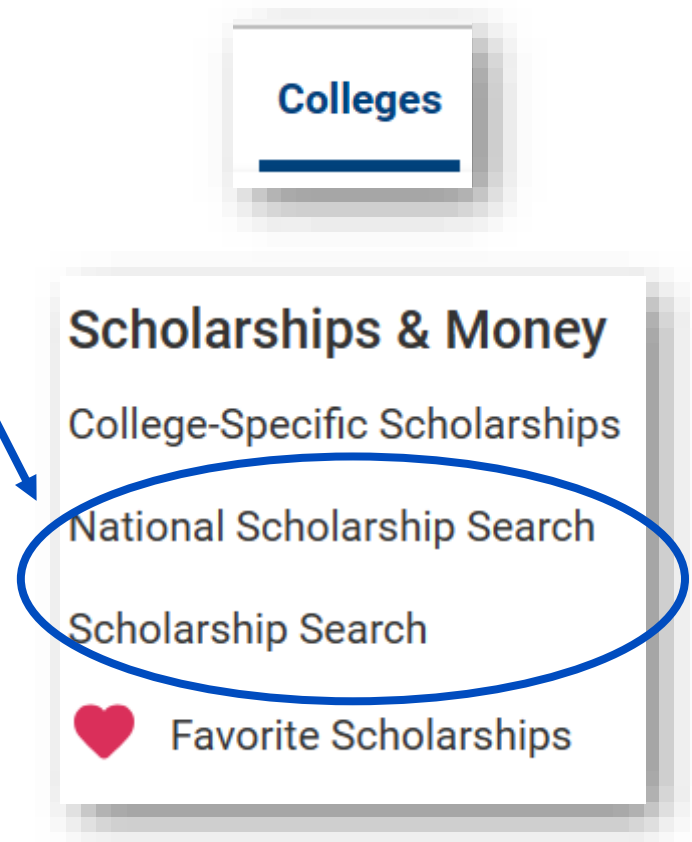 Colleges
Scholarships & Money
College-Specific Scholarships
National Scholarship Search
Scholarship Search
Favorite Scholarships